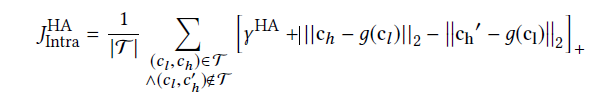 J^{HA}_{Intra} = \frac{1}{|\mathcal{T}|} \sum_{\substack{(c_l, c_h) \in \mathcal{T} \\ \wedge (c_l, c_h') \notin \mathcal{T}}} \left[ \gamma^{HA} + |||c_h - g(c_l)||_2 - ||c_h' - g(c_l)||_2 \right]_+